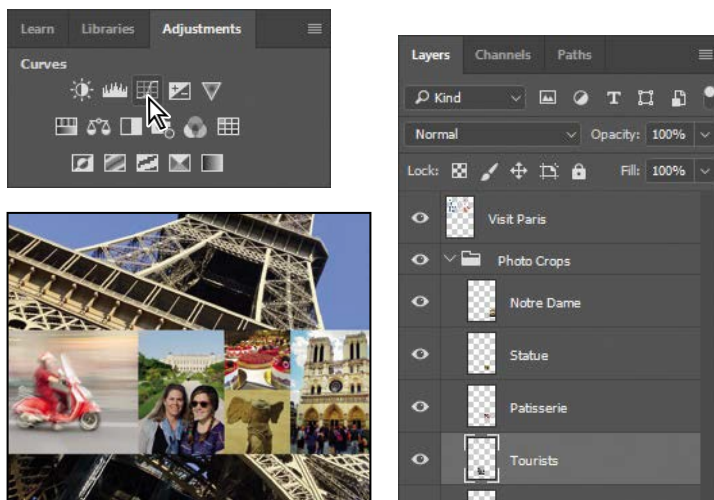 Learn Libraries Adjustments
Curves
Layers Channels Paths
Kind
Normal Opacity: 100%
Lock: Fill: 100%
Visit Paris
Photo Crops
Notre Dame
Statue
Patisserie
Tourists